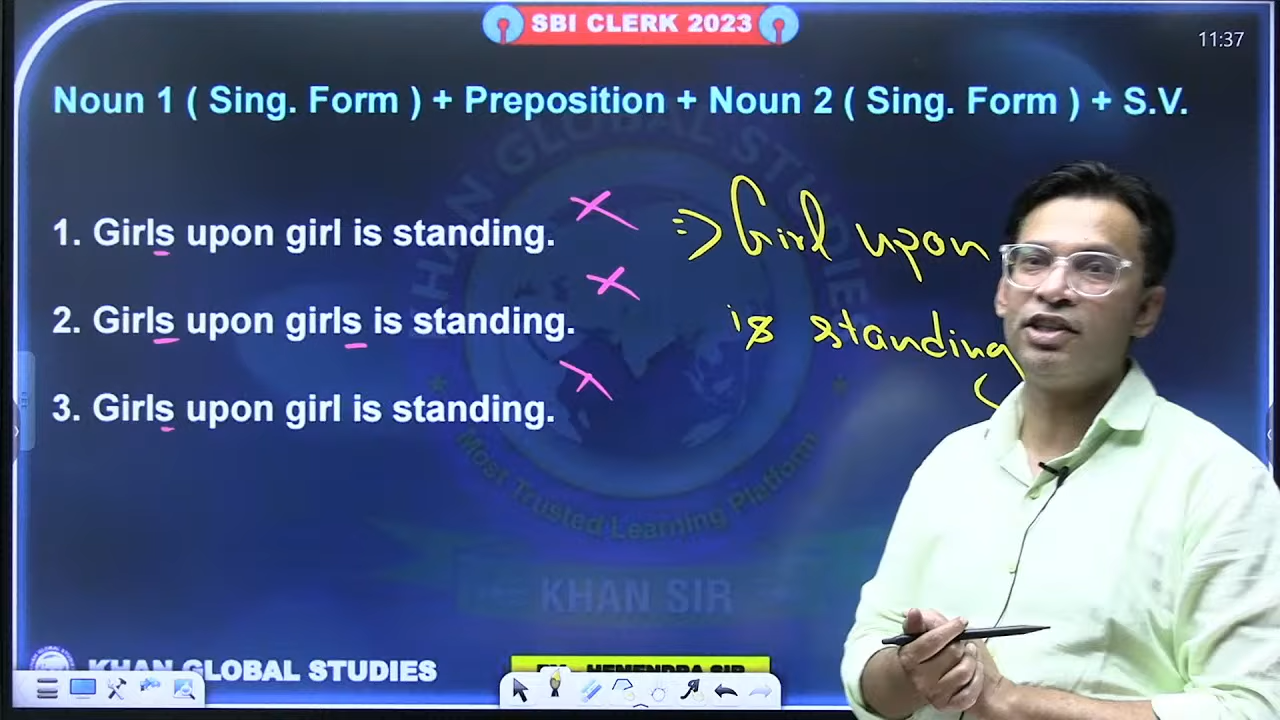 SBI CLERK 2023
11:37
Noun 1 ( Sing. Form ) + Preposition + Noun 2 ( Sing. Form ) + S.V.
1. Girls upon girl is standing.
2. Girls upon girls is standing.
3. Girls upon girl is standing.
⇒ Girl upon
is standing
KHAN GLOBAL STUDIES
Most Trusted Learning Platform
KHAN SIR
KHAN GLOBAL STUDIES
HEMENDRA SIR